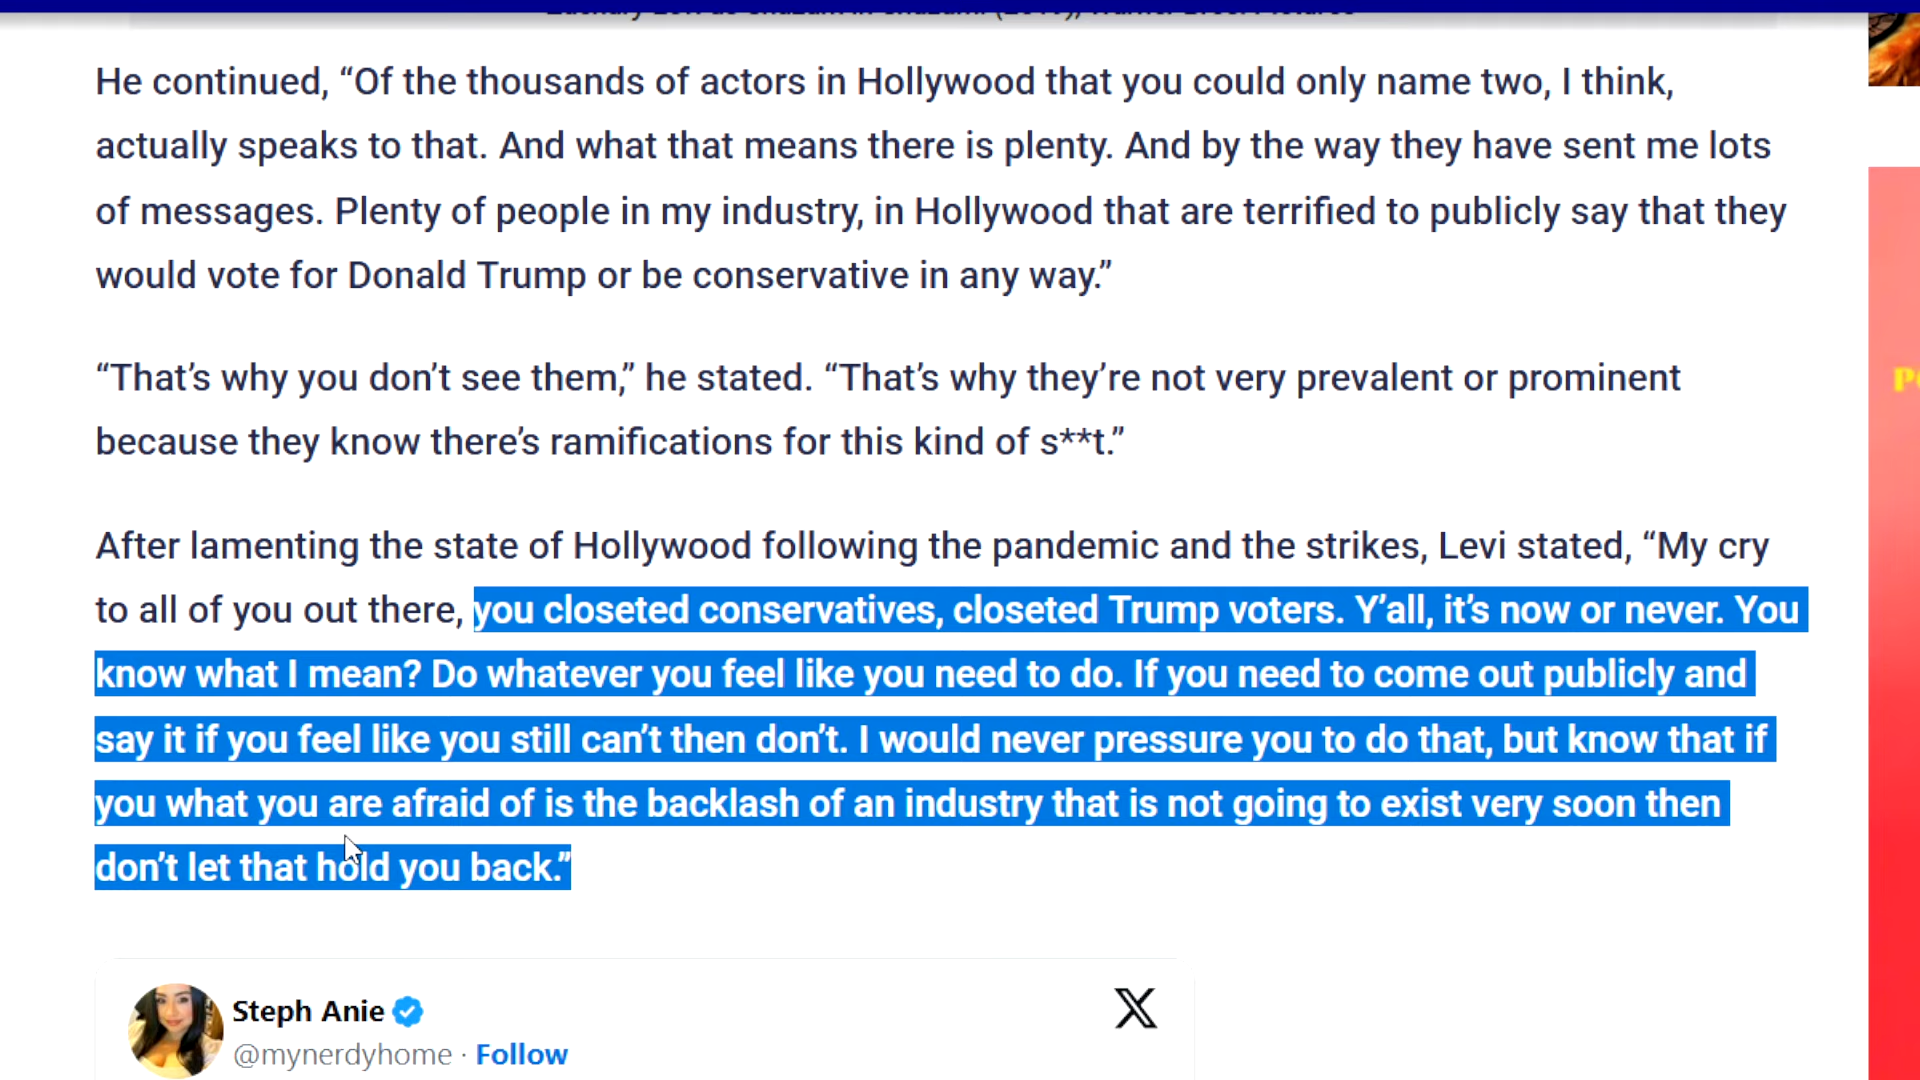 He continued, “Of the thousands of actors in Hollywood that you could only name two, I think,
actually speaks to that. And what that means there is plenty. And by the way they have sent me lots
of messages. Plenty of people in my industry, in Hollywood that are terrified to publicly say that they
would vote for Donald Trump or be conservative in any way.”
“That’s why you don’t see them,” he stated. “That’s why they’re not very prevalent or prominent
because they know there’s ramifications for this kind of s**t.”
After lamenting the state of Hollywood following the pandemic and the strikes, Levi stated, “My cry
to all of you out there, you closeted conservatives, closeted Trump voters. Y’all, it’s now or never. You
know what I mean? Do whatever you feel like you need to do. If you need to come out publicly and
say it if you feel like you still can’t then don’t. I would never pressure you to do that, but know that if
you what you are afraid of is the backlash of an industry that is not going to exist very soon then
don’t let that hold you back.”
Steph Anie
@mynerdyhome · Follow